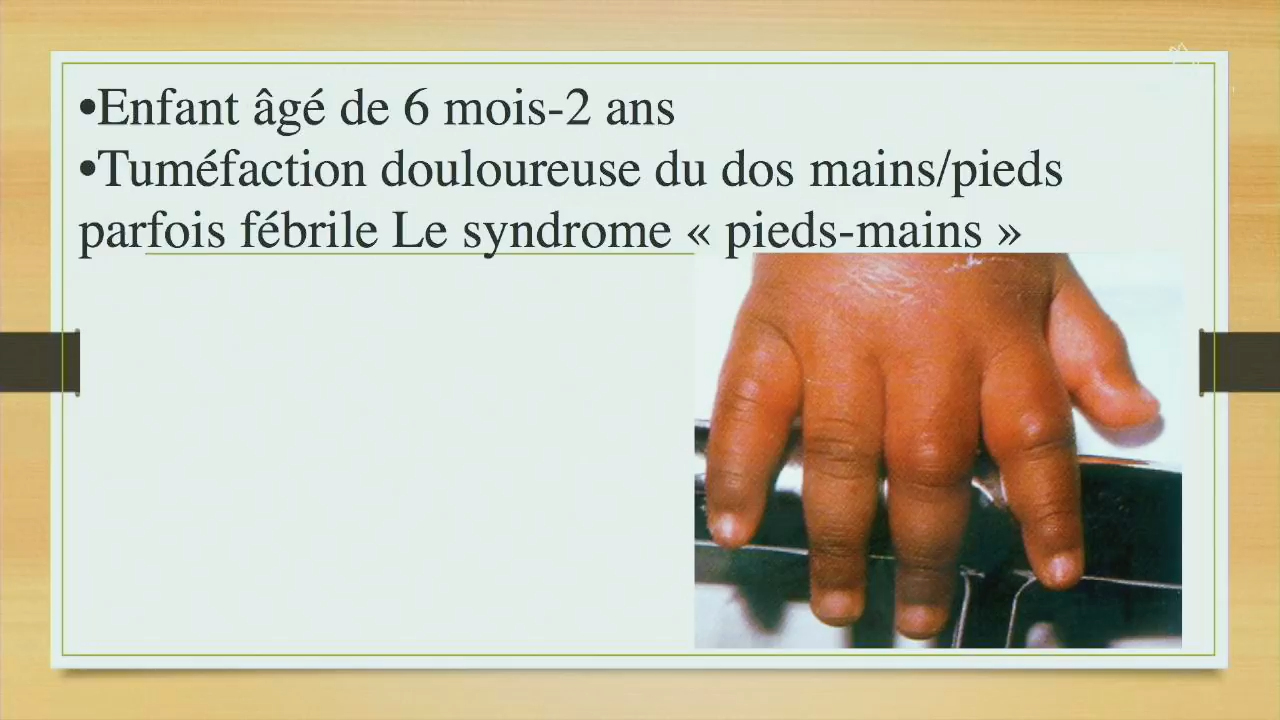 •Enfant âgé de 6 mois-2 ans
•Tuméfaction douloureuse du dos mains/pieds
parfois fébrile Le syndrome « pieds-mains »